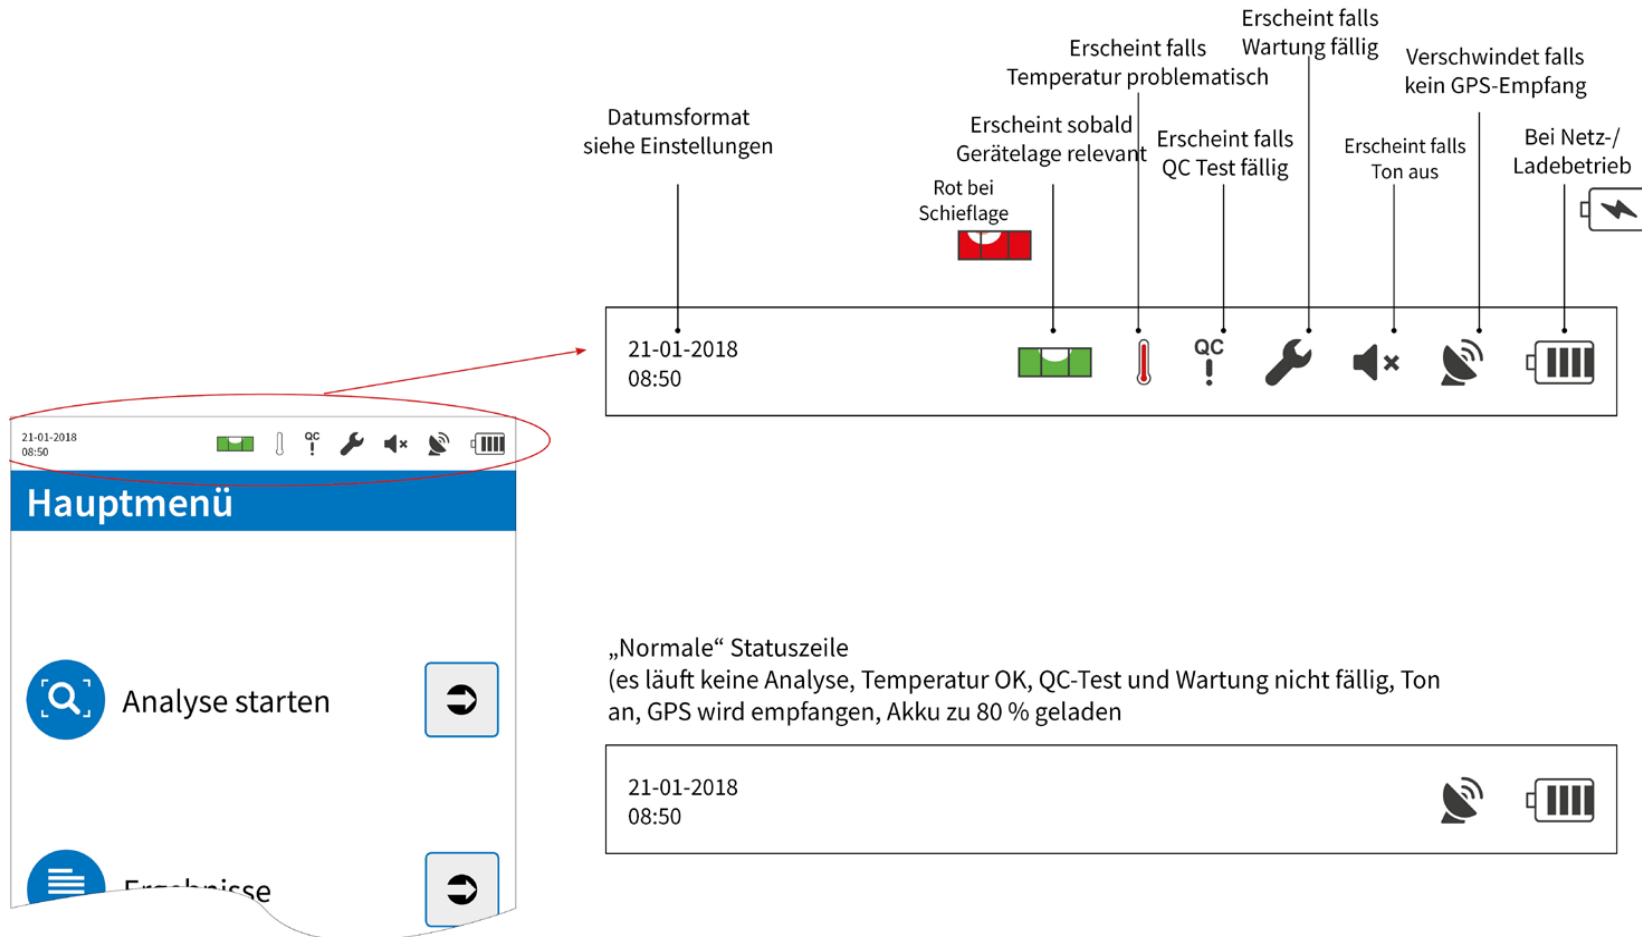 Erscheint falls
Wartung fällig
Erscheint falls
Temperatur problematisch
Verschwindet falls
kein GPS-Empfang
Datumsformat
siehe Einstellungen
Erscheint sobald
Gerätelage relevant
Erscheint falls
QC Test fällig
Erscheint falls
Ton aus
Bei Netz-/
Ladebetrieb
Rot bei
Schieflage
21-01-2018
08:50
QC
!
21-01-2018
08:50
QC
!
Hauptmenü
Analyse starten
Ergebnisse
„Normale“ Statuszeile
(es läuft keine Analyse, Temperatur OK, QC-Test und Wartung nicht fällig, Ton
an, GPS wird empfangen, Akku zu 80 % geladen
21-01-2018
08:50